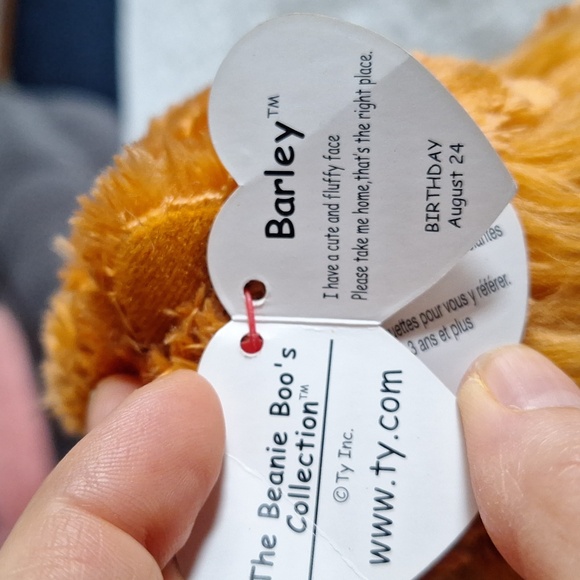 Barley™
I have a cute and fluffy face
Please take me home,that's the right place.
BIRTHDAY
August 24
The Beanie Boo's
Collection™
© Ty Inc.
www.ty.com
pour vous y référer.
3 ans et plus